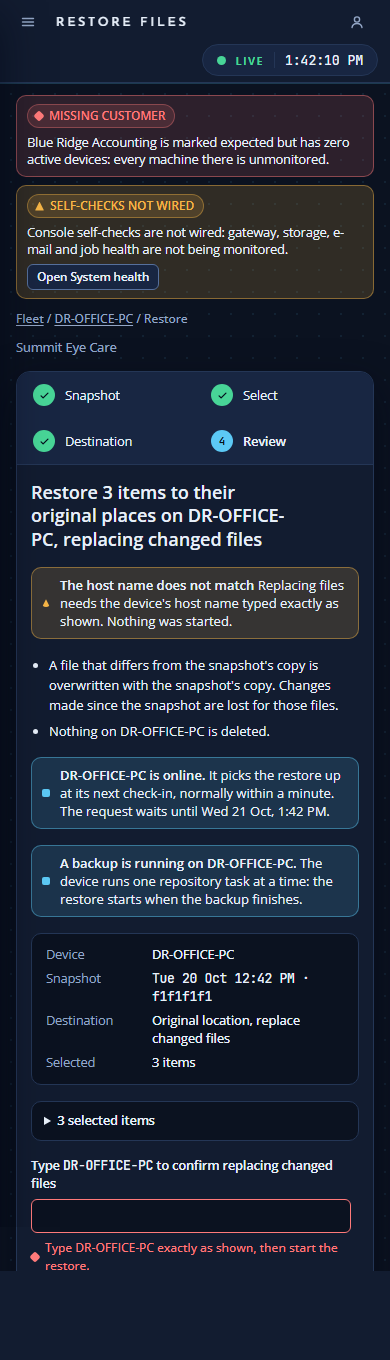 RESTORE FILES
LIVE 1:42:10 PM
MISSING CUSTOMER
Blue Ridge Accounting is marked expected but has zero
active devices: every machine there is unmonitored.
SELF-CHECKS NOT WIRED
Console self-checks are not wired: gateway, storage, e-
mail and job health are not being monitored.
Open System health
Fleet / DR-OFFICE-PC / Restore
Summit Eye Care
Snapshot
Select
Destination
4 Review
Restore 3 items to their
original places on DR-OFFICE-
PC, replacing changed files
The host name does not match Replacing files
needs the device's host name typed exactly as
shown. Nothing was started.
• A file that differs from the snapshot's copy is
overwritten with the snapshot's copy. Changes
made since the snapshot are lost for those files.
• Nothing on DR-OFFICE-PC is deleted.
DR-OFFICE-PC is online. It picks the restore up
at its next check-in, normally within a minute.
The request waits until Wed 21 Oct, 1:42 PM.
A backup is running on DR-OFFICE-PC. The
device runs one repository task at a time: the
restore starts when the backup finishes.
Device DR-OFFICE-PC
Snapshot Tue 20 Oct 12:42 PM ·
f1f1f1f1
Destination Original location, replace
changed files
Selected 3 items
3 selected items
Type DR-OFFICE-PC to confirm replacing changed
files
Type DR-OFFICE-PC exactly as shown, then start the
restore.